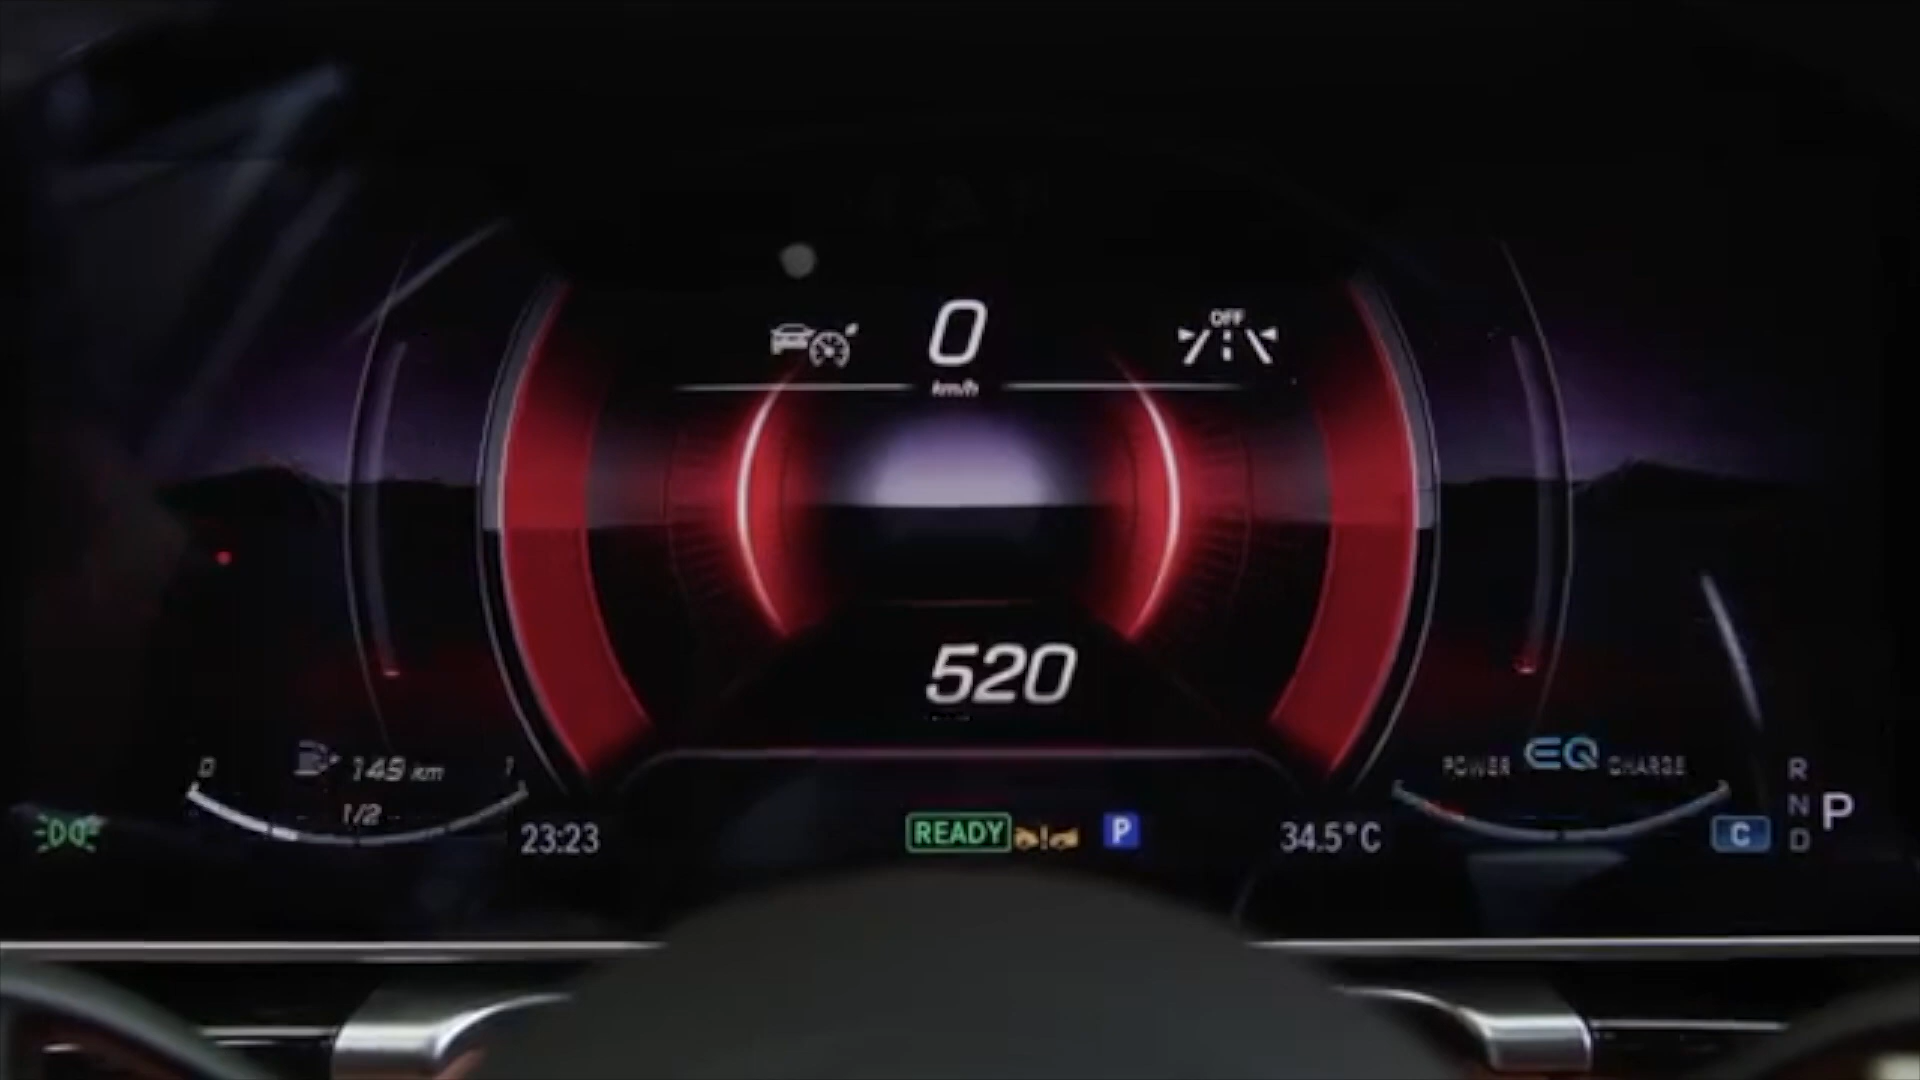 OFF
0
km/h
520
0
149 km
1
1/2
POWER
EQ
CHARGE
23:23
READY
P
34.5°C
C
R
N
D
P